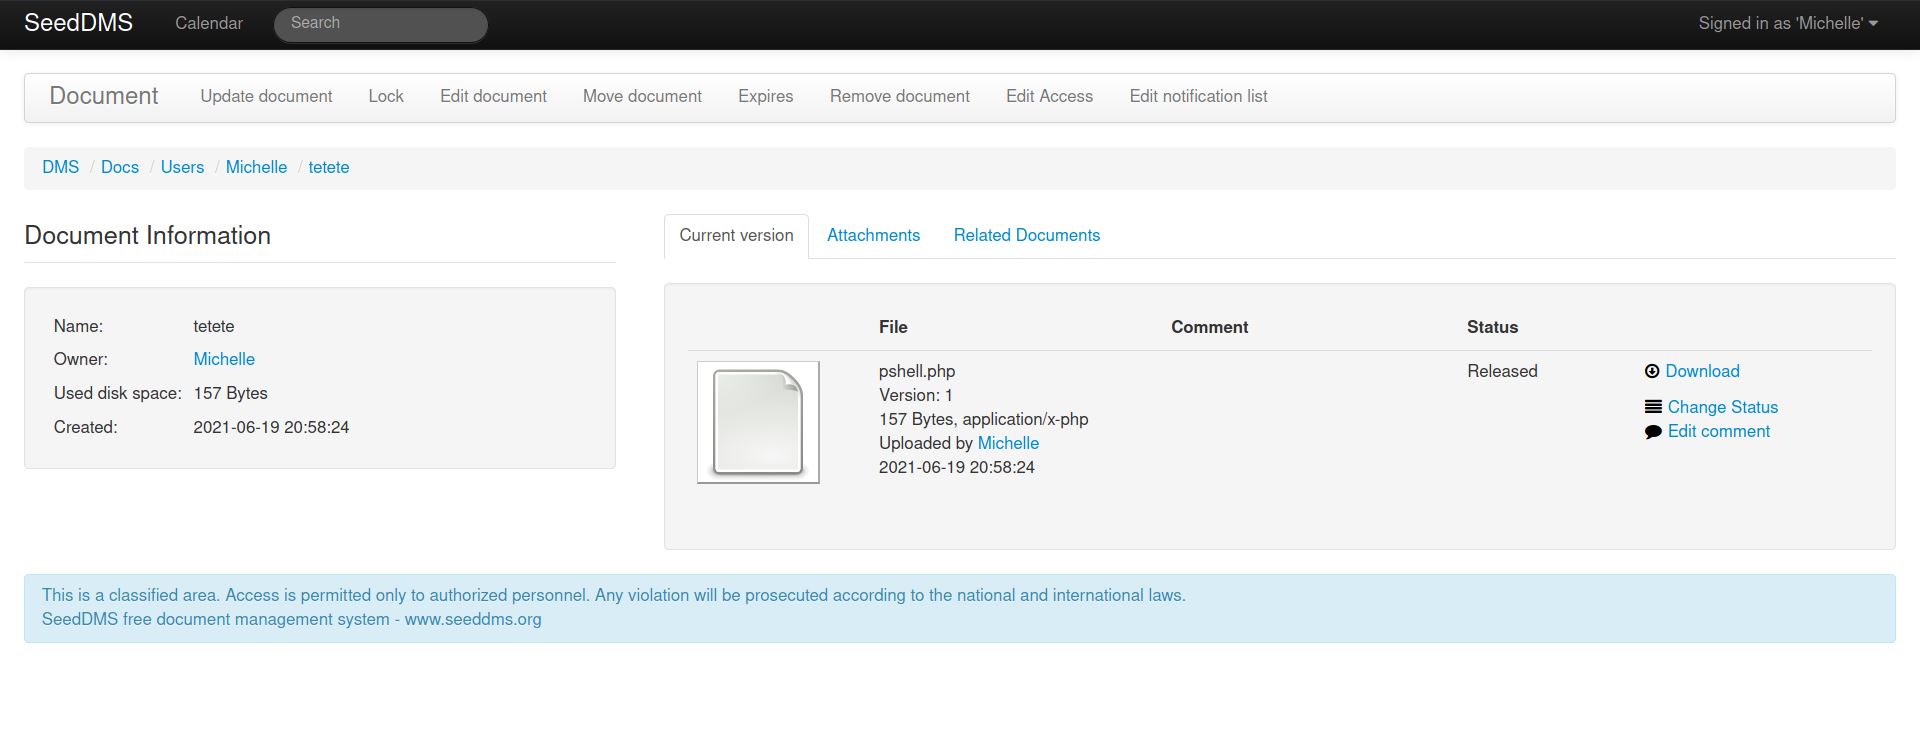 SeedDMS Calendar Search Signed in as 'Michelle'
Document Update document Lock Edit document Move document Expires Remove document Edit Access Edit notification list
DMS / Docs / Users / Michelle / tetete
Document Information
Name: tetete
Owner: Michelle
Used disk space: 157 Bytes
Created: 2021-06-19 20:58:24
Current version Attachments Related Documents
File Comment Status
pshell.php Released Download
Version: 1
Change Status
157 Bytes, application/x-php
Edit comment
Uploaded by Michelle
2021-06-19 20:58:24
This is a classified area. Access is permitted only to authorized personnel. Any violation will be prosecuted according to the national and international laws.
SeedDMS free document management system - www.seeddms.org